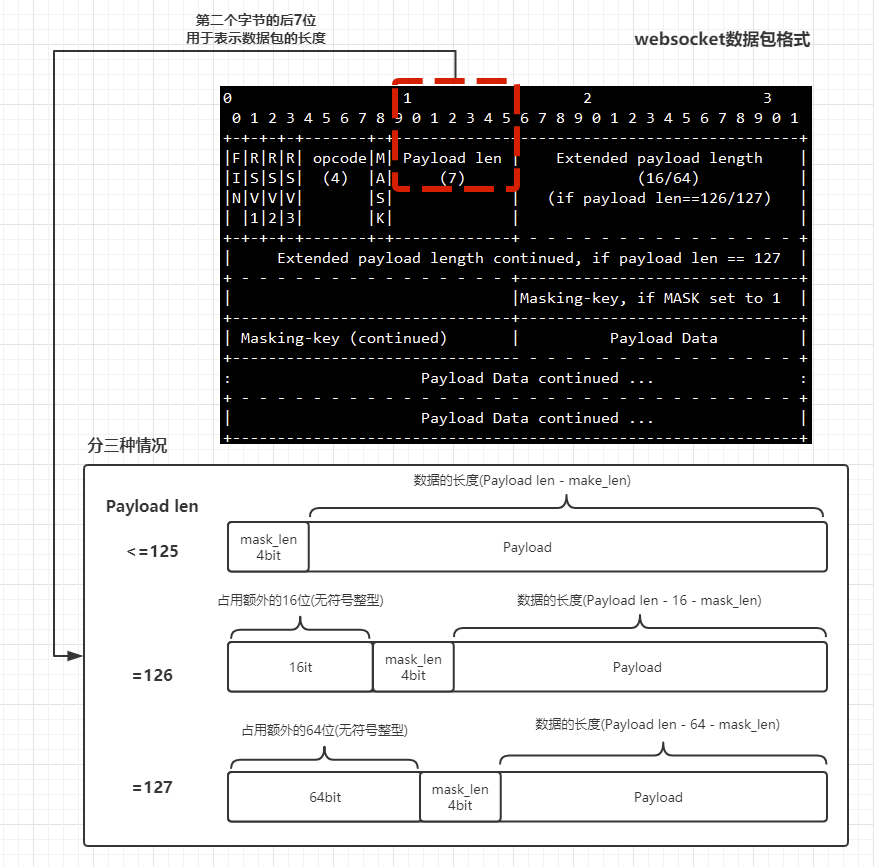 第二个字节的后7位
用于表示数据包的长度
websocket数据包格式
0 1 2 3
0 1 2 3 4 5 6 7 8 9 0 1 2 3 4 5 6 7 8 9 0 1 2 3 4 5 6 7 8 9 0 1
+-+-+-+-+-------+-+-------------+-------------------------------+
|F|R|R|R| opcode|M| Payload len | Extended payload length |
|I|S|S|S| (4) |A| (7) | (16/64) |
|N|V|V|V| |S| | (if payload len==126/127) |
| |1|2|3| |K| | |
+-+-+-+-+-------+-+-------------+ - - - - - - - - - - - - - - - +
| Extended payload length continued, if payload len == 127 |
+ - - - - - - - - - - - - - - - +-------------------------------+
| |Masking-key, if MASK set to 1 |
+-------------------------------+-------------------------------+
| Masking-key (continued) | Payload Data |
+-------------------------------- - - - - - - - - - - - - - - - +
: Payload Data continued ... :
+ - - - - - - - - - - - - - - - - - - - - - - - - - - - - - - - +
| Payload Data continued ... |
+---------------------------------------------------------------+
分三种情况
数据的长度(Payload len - make_len)
Payload len
<=125
mask_len
4bit
Payload
占用额外的16位(无符号整型)
数据的长度(Payload len - 16 - mask_len)
=126
16it
mask_len
4bit
Payload
占用额外的64位(无符号整型)
数据的长度(Payload len - 64 - mask_len)
=127
64bit
mask_len
4bit
Payload